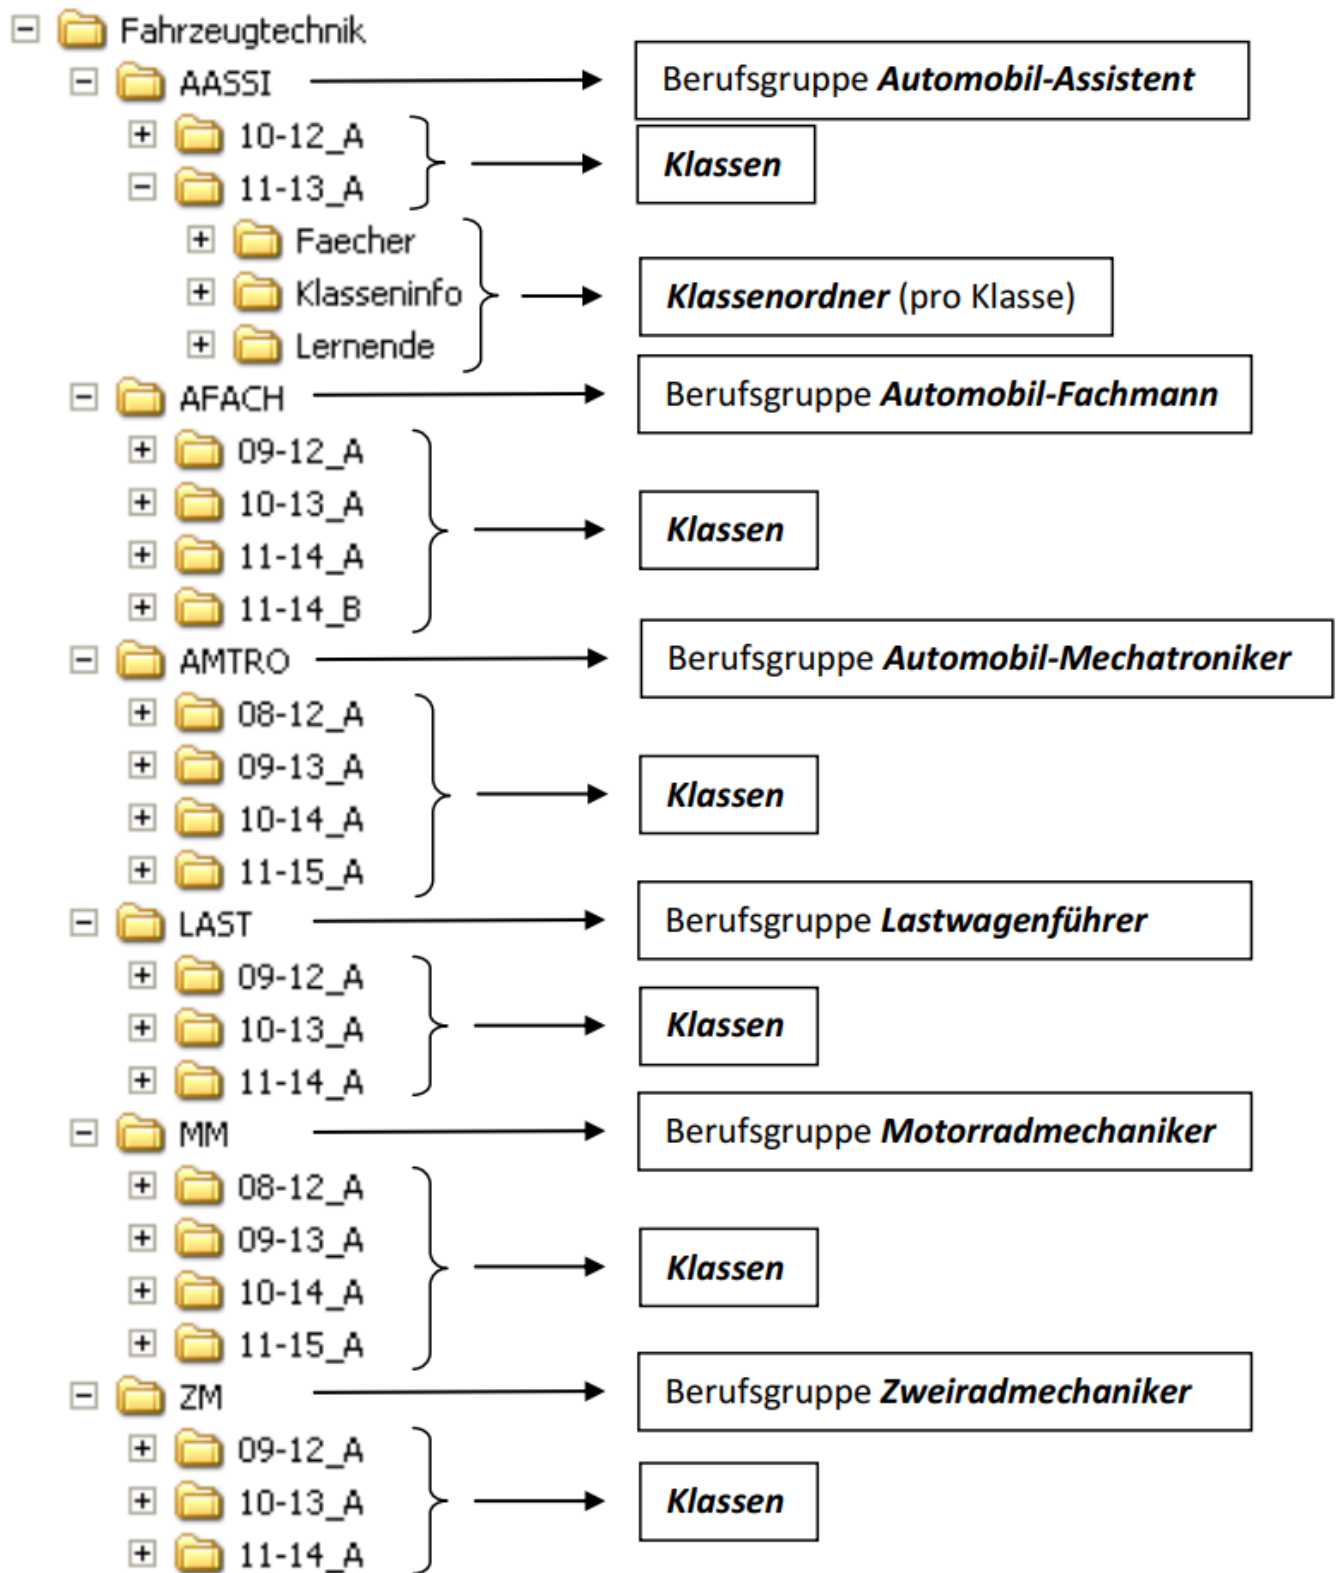 Fahrzeugtechnik
AASSI Berufsgruppe Automobil-Assistent
10-12_A
Klassen
11-13_A
Faecher
Klasseninfo Klassenordner (pro Klasse)
Lernende
AFACH Berufsgruppe Automobil-Fachmann
09-12_A
10-13_A
Klassen
11-14_A
11-14_B
AMTRO Berufsgruppe Automobil-Mechatroniker
08-12_A
09-13_A
Klassen
10-14_A
11-15_A
LAST Berufsgruppe Lastwagenführer
09-12_A
10-13_A Klassen
11-14_A
MM Berufsgruppe Motorradmechaniker
08-12_A
09-13_A
Klassen
10-14_A
11-15_A
ZM Berufsgruppe Zweiradmechaniker
09-12_A
10-13_A Klassen
11-14_A